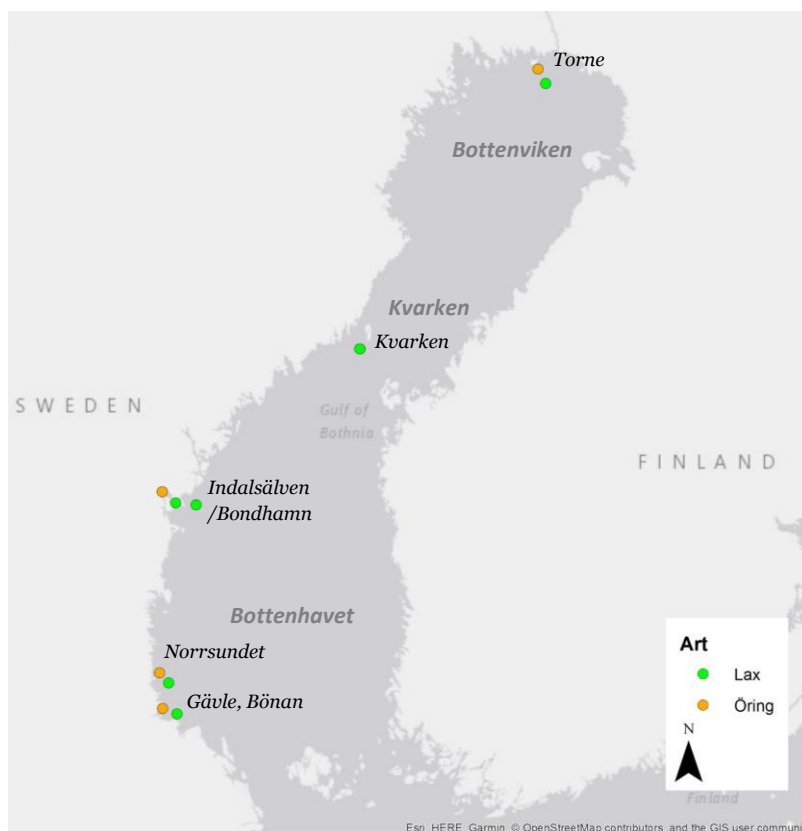 Torne
Bottenviken
Kvarken
Kvarken
Gulf of
Bothnia
SWEDEN
FINLAND
Indalsälven
/Bondhamn
Bottenhavet
Norrsundet
Gävle, Bönan
Art
Lax
Öring
N
Finland
Esri, HERE, Garmin, © OpenStreetMap contributors, and the GIS user